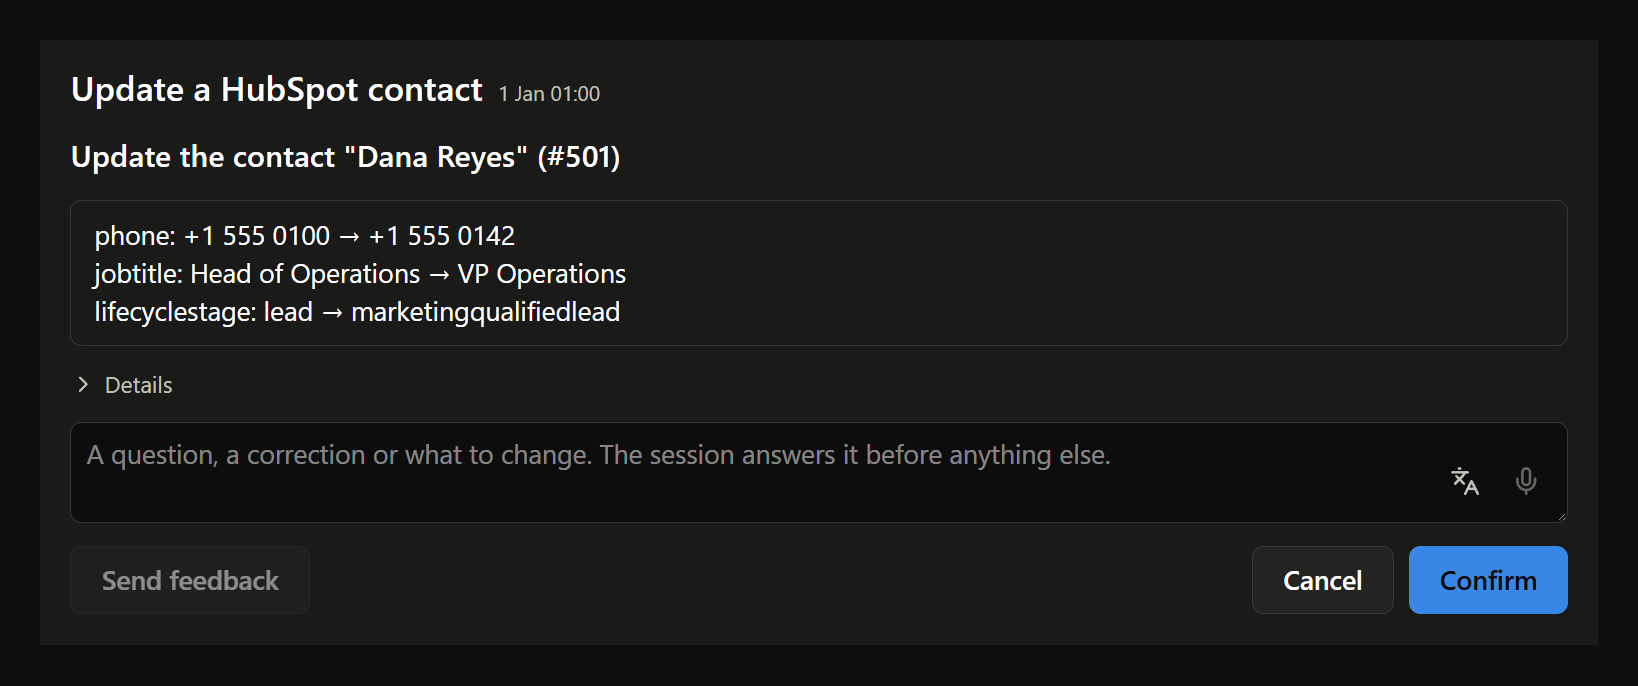 Update a HubSpot contact 1 Jan 01:00
Update the contact "Dana Reyes" (#501)
phone: +1 555 0100 → +1 555 0142
jobtitle: Head of Operations → VP Operations
lifecyclestage: lead → marketingqualifiedlead
Details
A question, a correction or what to change. The session answers it before anything else.
Send feedback
Cancel
Confirm